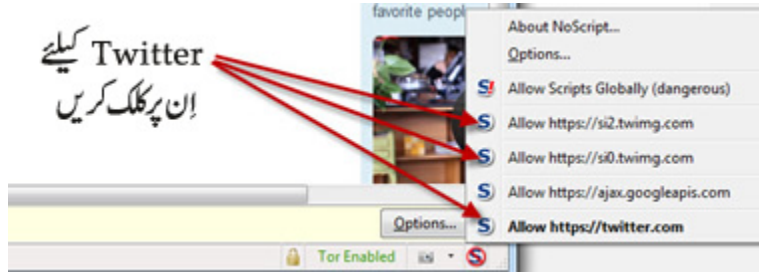 favorite peopl
Twitter کیلئے
اِن پر کلک کریں
About NoScript...
Options...
Allow Scripts Globally (dangerous)
Allow https://si2.twimg.com
Allow https://si0.twimg.com
Allow https://ajax.googleapis.com
Allow https://twitter.com
Options...
Tor Enabled